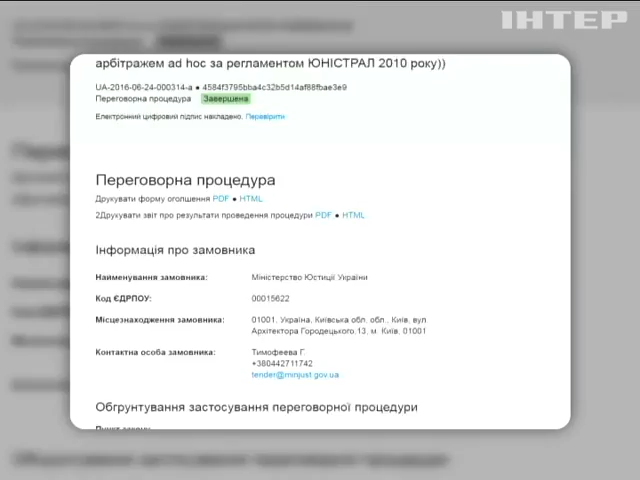 ІНТЕР
арбітражем ad hoc за регламентом ЮНІСТРАЛ 2010 року))
UA-2016-06-24-000314-a ● 4584f3795bba4c32b5d14af88fbae3e9
Переговорна процедура Завершена
Електронний цифровий підпис накладено. Перевірити
Переговорна процедура
Друкувати форму оголшення PDF ● HTML
2Друкувати звіт про результати проведення процедури PDF ● HTML
Інформація про замовника
Найменування замовника: Міністерство Юстиції України
Код ЄДРПОУ: 00015622
Місцезнаходження замовника: 01001, Україна, Київська обл. обл., Київ, вул.
Архітектора Городецького,13, м. Київ, 01001
Контактна особа замовника: Тимофеева Г.
+380442711742
tender@minjust.gov.ua
Обгрунтування застосування переговорної процедури